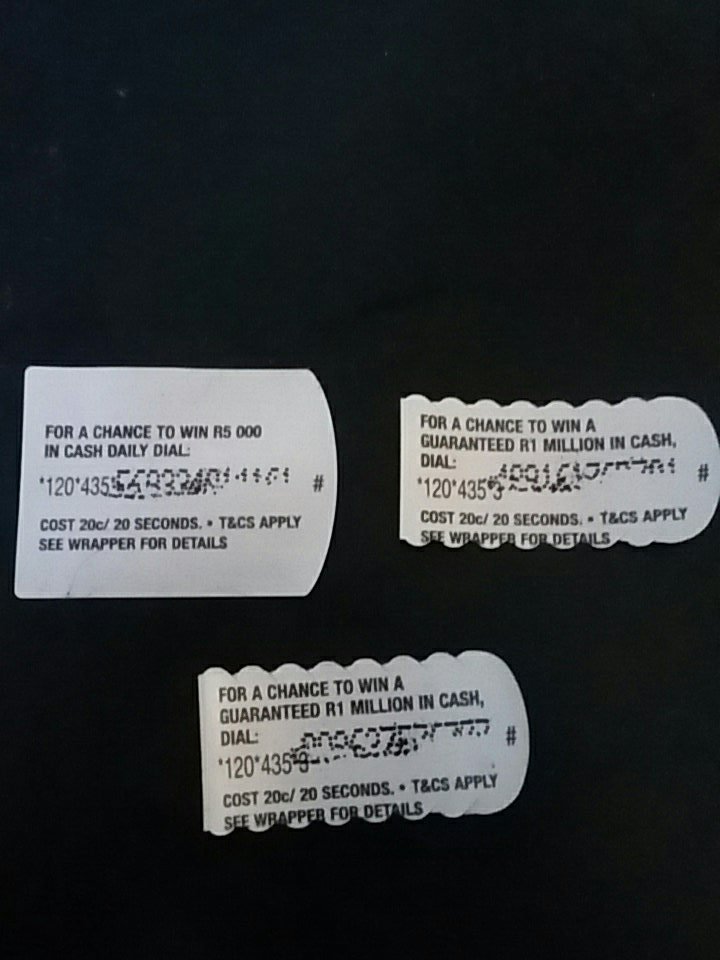 FOR A CHANCE TO WIN R5 000
IN CASH DAILY DIAL:
*120*435 #
COST 20c/ 20 SECONDS. • T&CS APPLY
SEE WRAPPER FOR DETAILS
FOR A CHANCE TO WIN A
GUARANTEED R1 MILLION IN CASH,
DIAL:
*120*435*3 #
COST 20c/ 20 SECONDS. • T&CS APPLY
SEE WRAPPER FOR DETAILS
FOR A CHANCE TO WIN A
GUARANTEED R1 MILLION IN CASH,
DIAL:
*120*435*3 #
COST 20c/ 20 SECONDS. • T&CS APPLY
SEE WRAPPER FOR DETAILS